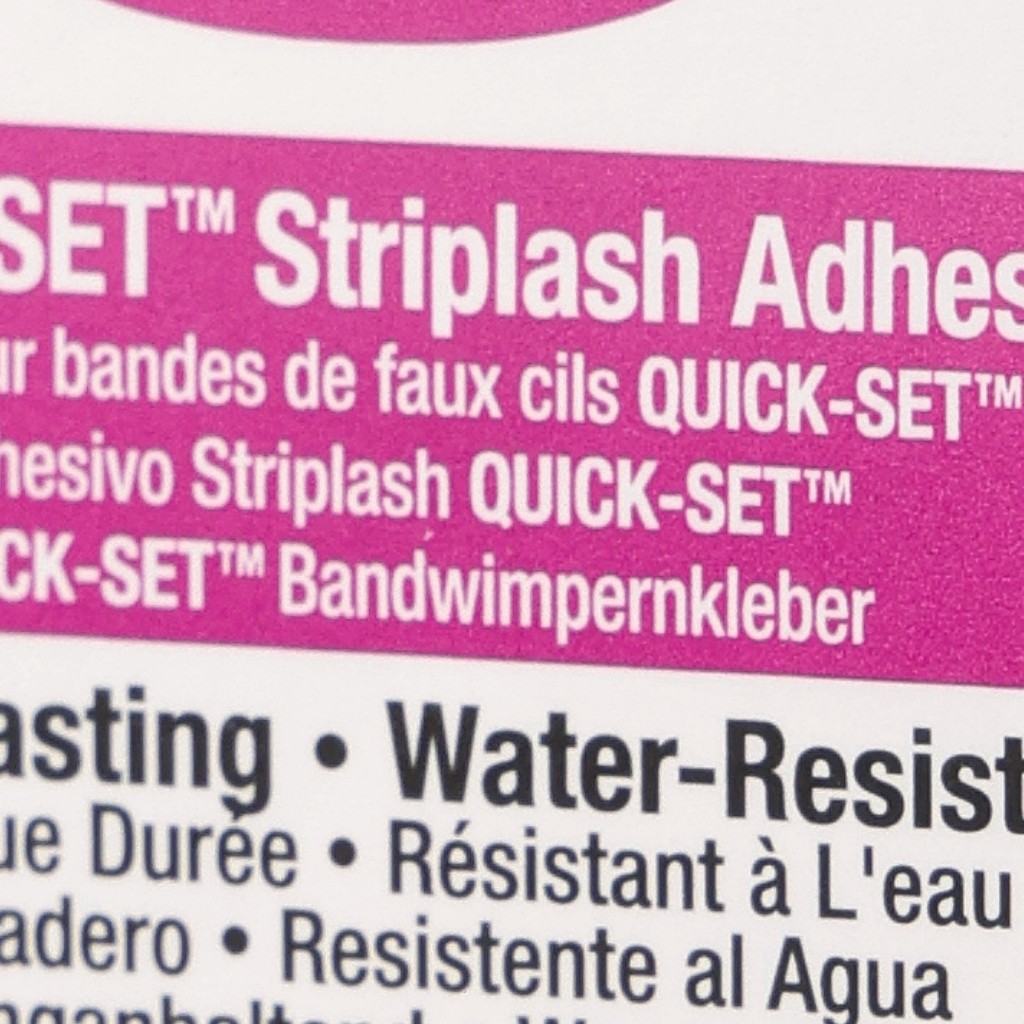 SET™ Striplash Adhes
ur bandes de faux cils QUICK-SET™
hesivo Striplash QUICK-SET™
CK-SET™ Bandwimpernkleber
asting • Water-Resist
ue Durée • Résistant à L'eau
adero • Resistente al Agua